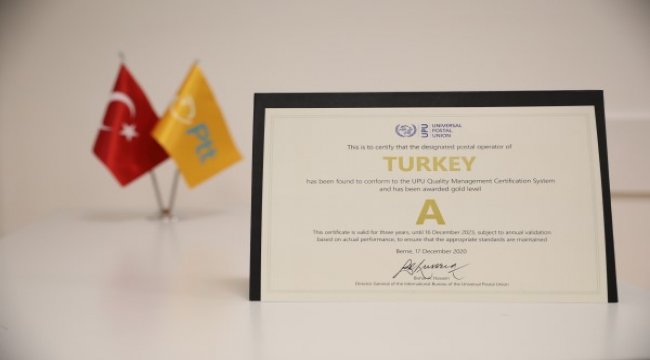 Ptt
UPU
UNIVERSAL
POSTAL
UNION
This is to certify that the designated postal operator of
TURKEY
has been found to conform to the UPU Quality Management Certification System
and has been awarded gold level
A
This certificate is valid for three years, until 16 December 2023, subject to annual validation
based on actual performance, to ensure that the appropriate standards are maintained
Berne, 17 December 2020
Bishar A. Hussein
Director General of the International Bureau of the Universal Postal Union